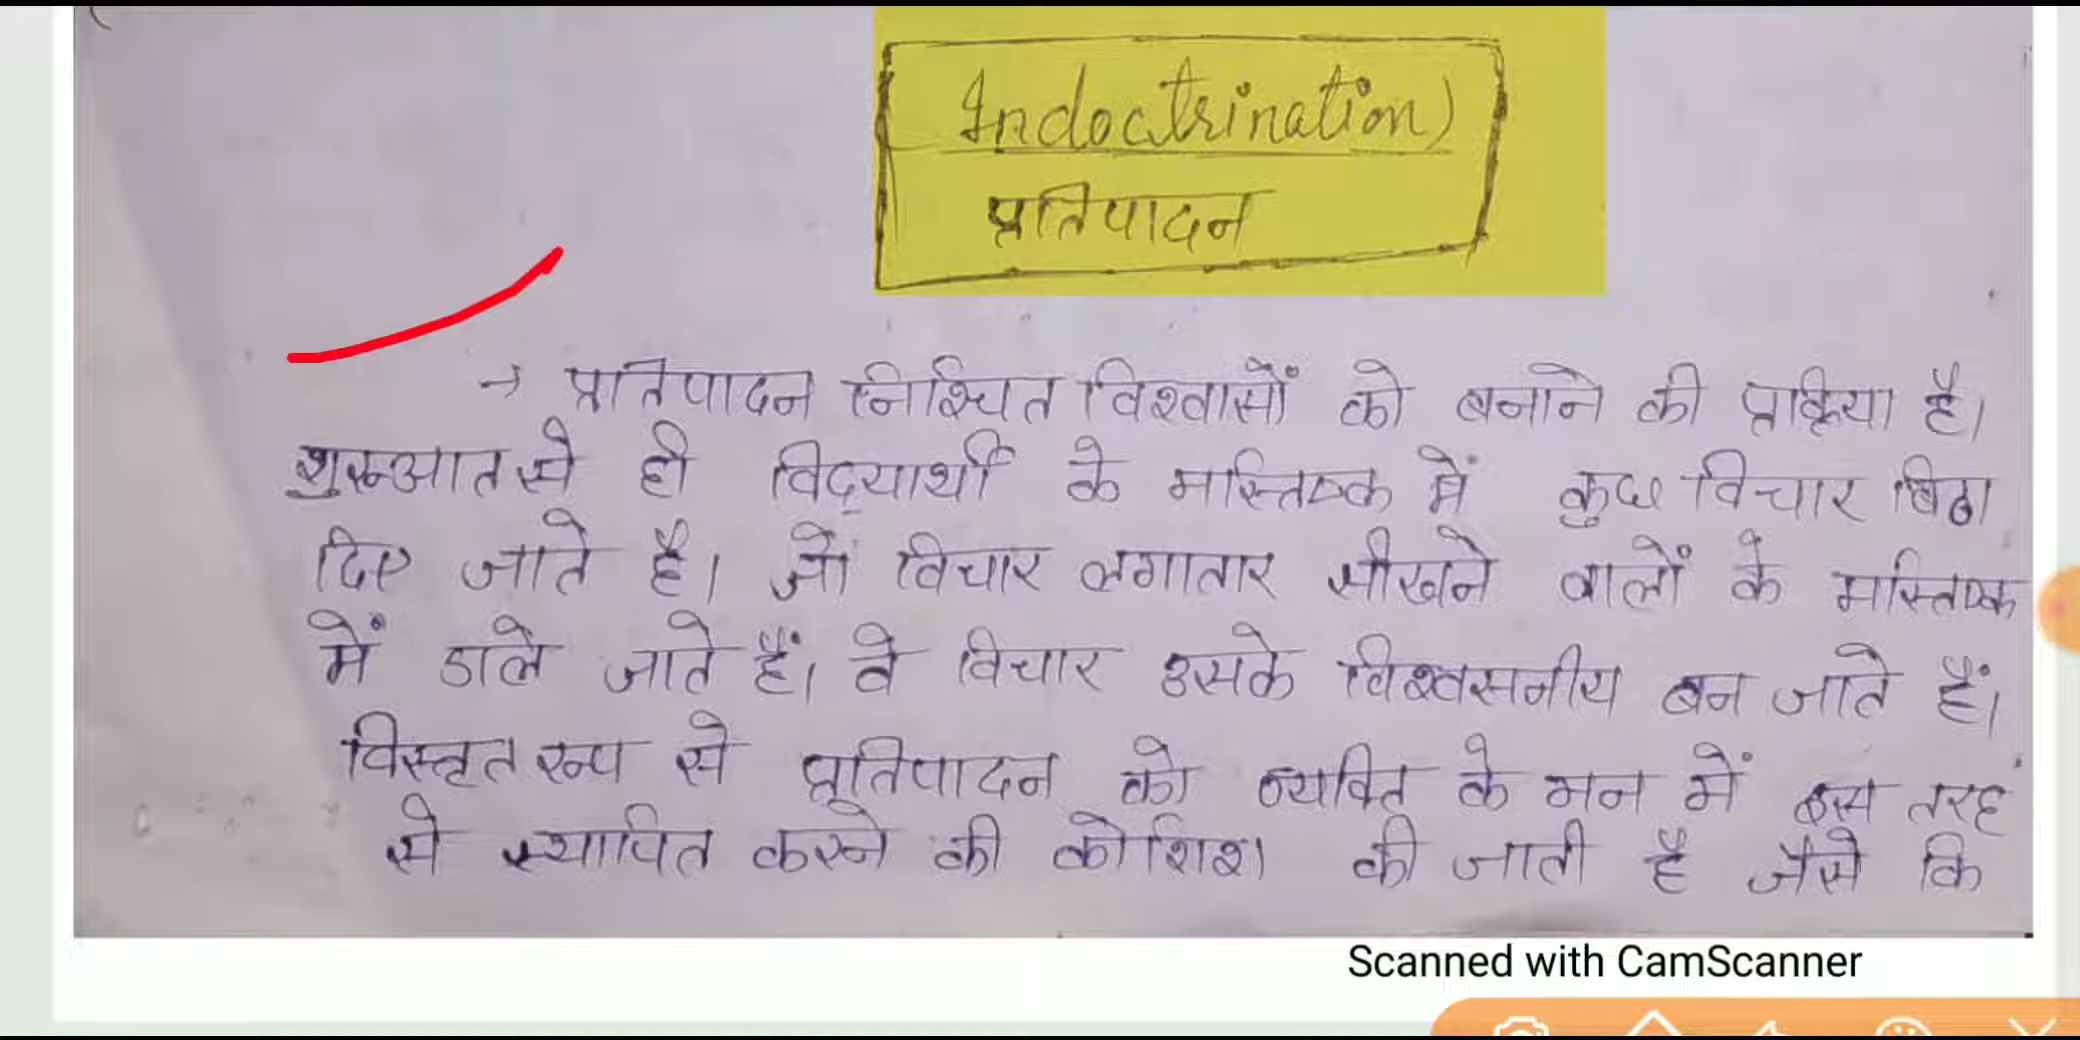 Indoctrination)
प्रतिपादन
→ प्रतिपादन निश्चित विश्वासों को बनाने की प्रक्रिया है।
शुरूआत से ही विद्यार्थी के मस्तिष्क में कुछ विचार बिठा
दिए जाते है। जो विचार लगातार सीखने वालों के मस्तिष्क
में डाले जाते हैं। वे विचार उसके विश्वसनीय बन जाते हैं।
विस्तृत रूप से प्रतिपादन को व्यक्ति के मन में इस तरह
से स्थापित करने की कोशिश की जाती है जैसे कि
Scanned with CamScanner